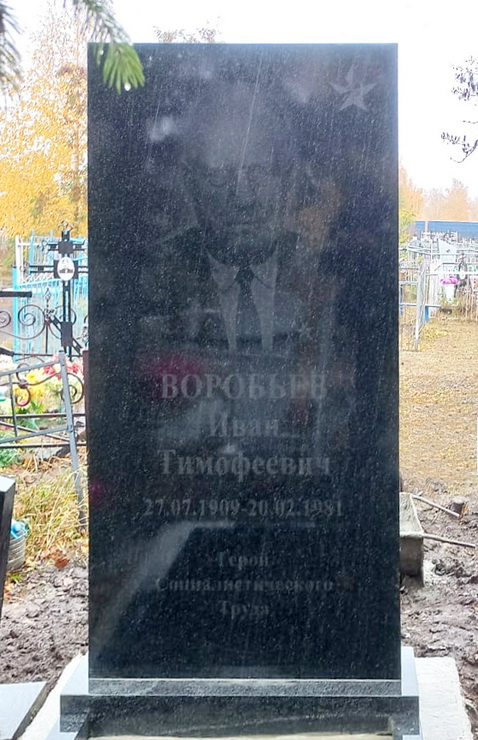 ВОРОБЬЕВ
Иван
Тимофеевич
27.07.1909-20.02.1981
Герой
Социалистического
Труда